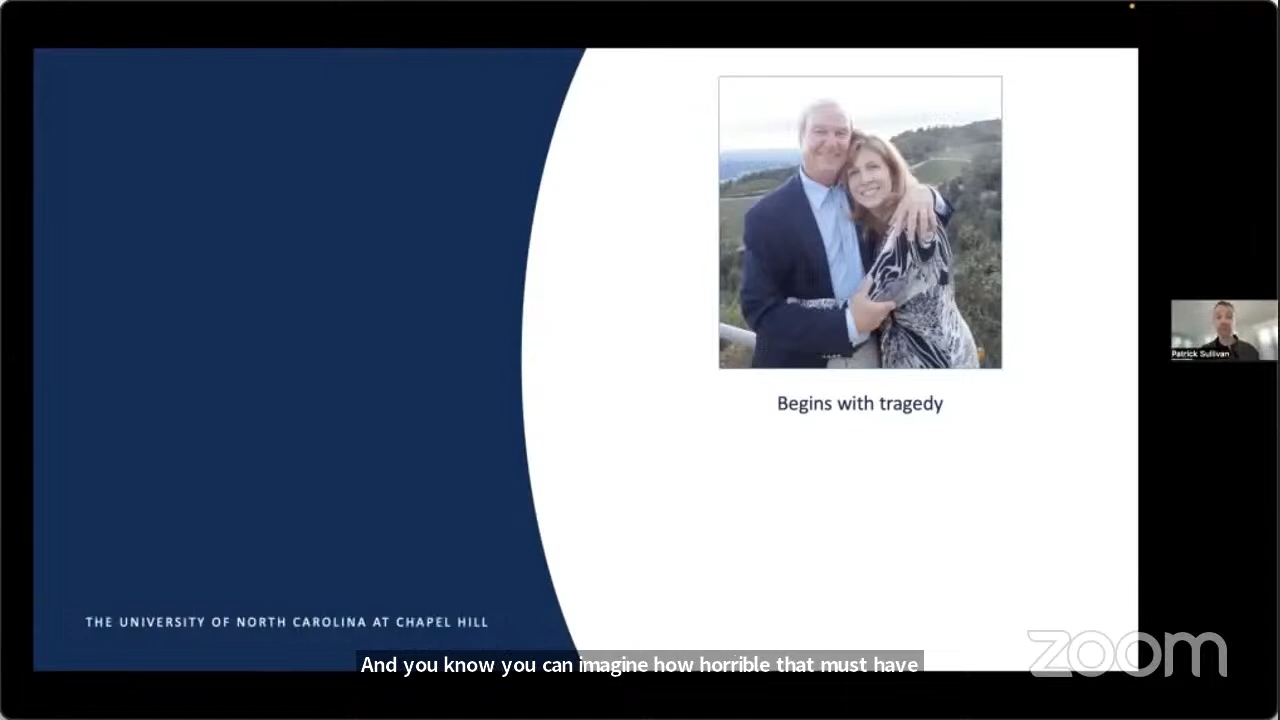 Begins with tragedy
Patrick Sullivan
THE UNIVERSITY OF NORTH CAROLINA AT CHAPEL HILL
And you know you can imagine how horrible that must have
zoom